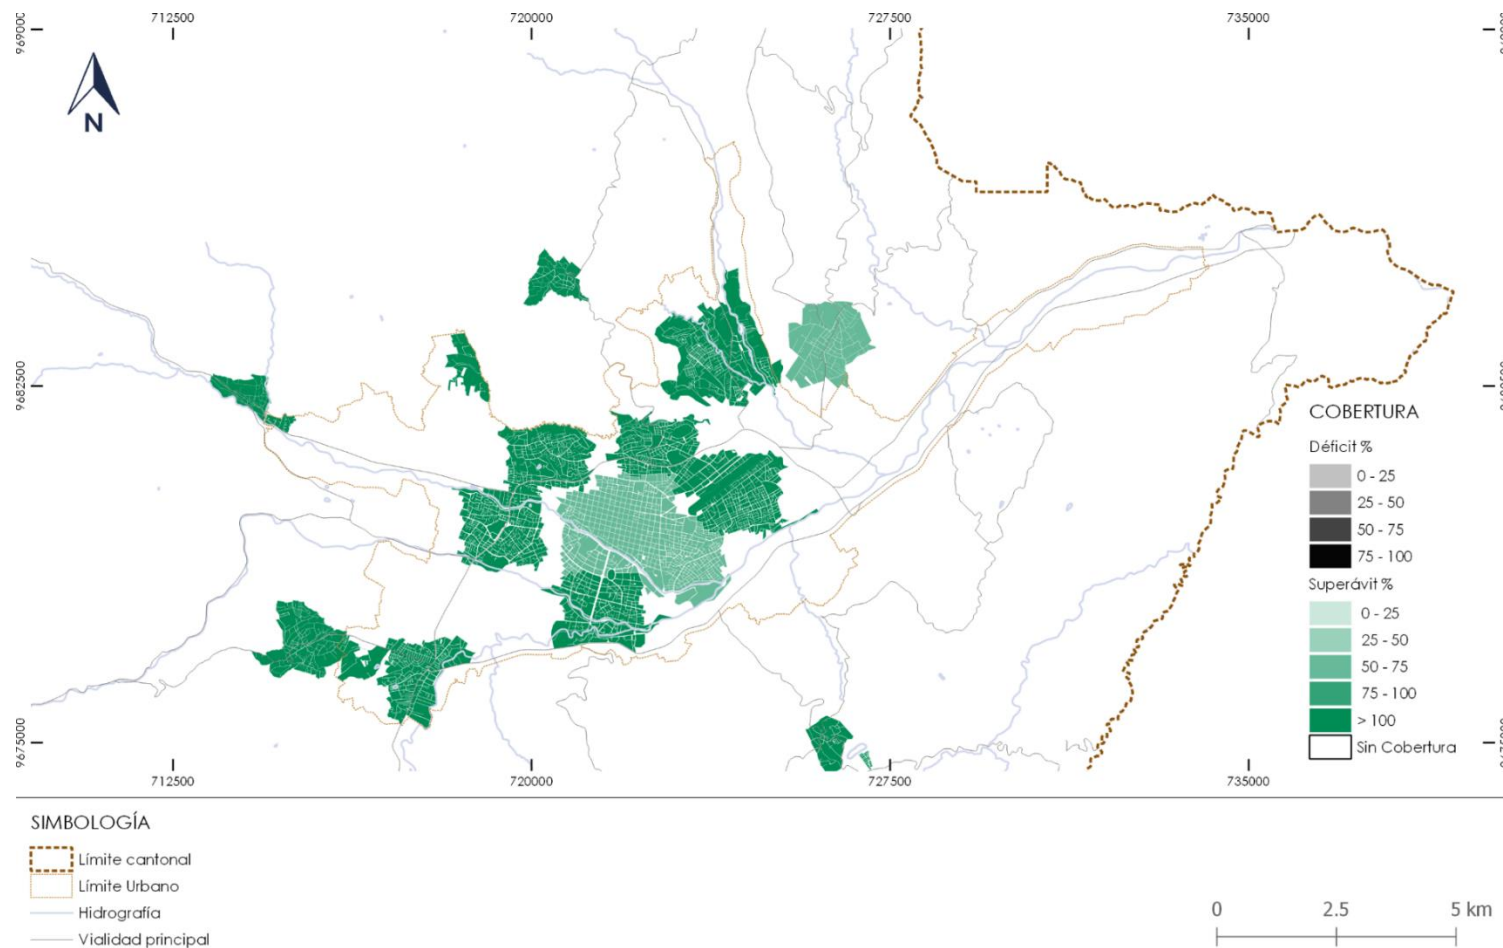 712500 720000 727500 735000
N
9682500
9675000
COBERTURA
Déficit %
0 - 25
25 - 50
50 - 75
75 - 100
Superávit %
0 - 25
25 - 50
50 - 75
75 - 100
> 100
Sin Cobertura
712500 720000 727500 735000
SIMBOLOGÍA
Límite cantonal
Límite Urbano
Hidrografía
Vialidad principal
0 2.5 5 km